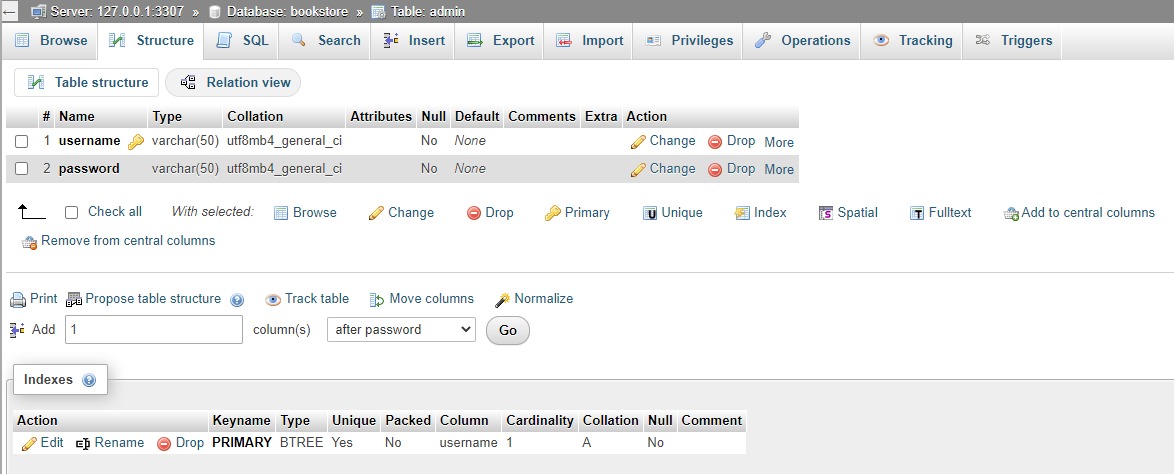 ← Server: 127.0.0.1:3307 » Database: bookstore » Table: admin
Browse Structure SQL Search Insert Export Import Privileges Operations Tracking Triggers
Table structure Relation view
# Name Type Collation Attributes Null Default Comments Extra Action
1 username varchar(50) utf8mb4_general_ci No None Change Drop More
2 password varchar(50) utf8mb4_general_ci No None Change Drop More
Check all With selected: Browse Change Drop Primary U Unique Index S Spatial T Fulltext Add to central columns
Remove from central columns
Print Propose table structure ? Track table Move columns Normalize
Add 1 column(s) after password Go
Indexes ?
Action Keyname Type Unique Packed Column Cardinality Collation Null Comment
Edit Rename Drop PRIMARY BTREE Yes No username 1 A No